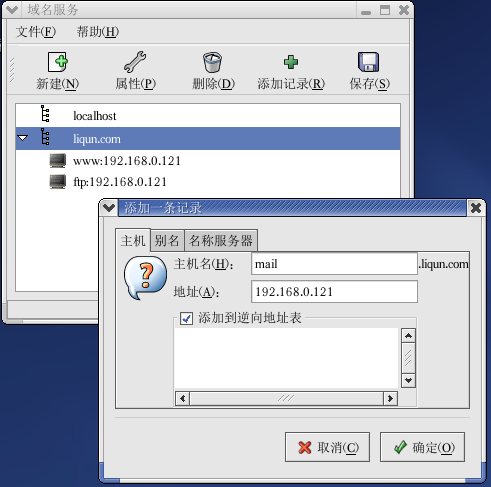 域名服务
文件(F) 帮助(H)
新建(N) 属性(P) 删除(D) 添加记录(R) 保存(S)
localhost
liqun.com
www:192.168.0.121
ftp:192.168.0.121
添加一条记录
主机 别名 名称服务器
主机名(H): mail .liqun.com
地址(A): 192.168.0.121
添加到逆向地址表
取消(C) 确定(O)